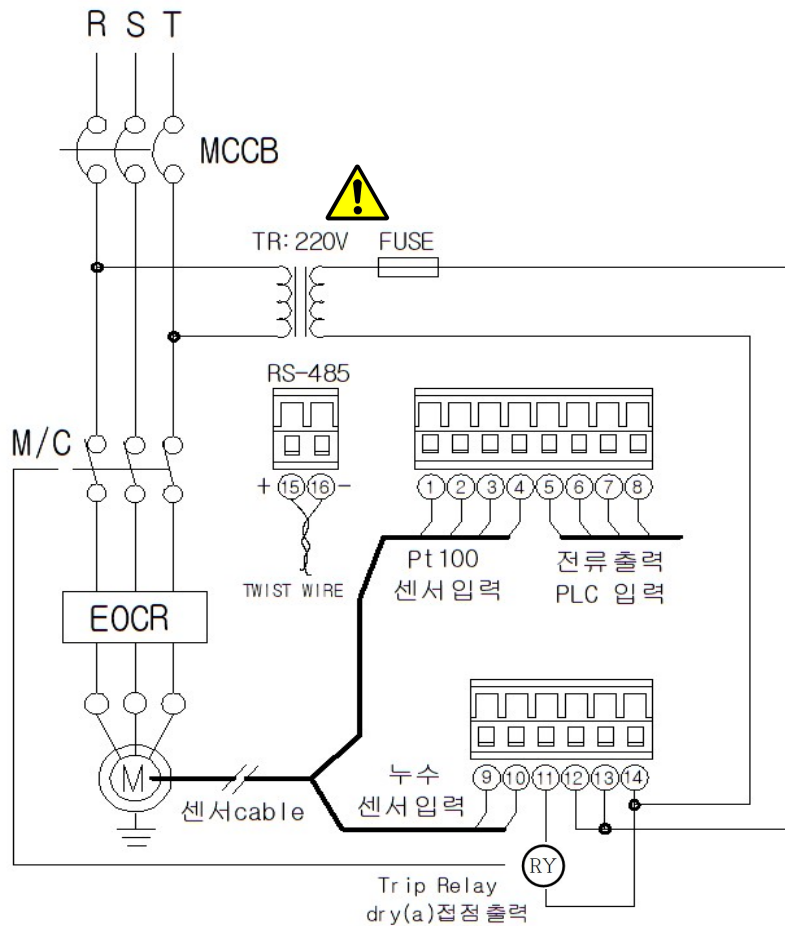 R S T
MCCB
TR: 220V FUSE
RS-485
M/C
+ 15 16 -
1 2 3 4 5 6 7 8
TWIST WIRE
Pt100
센서입력
전류출력
PLC 입력
EOCR
M
센서cable
누수
센서입력
9 10 11 12 13 14
RY
Trip Relay
dry(a)접점출력